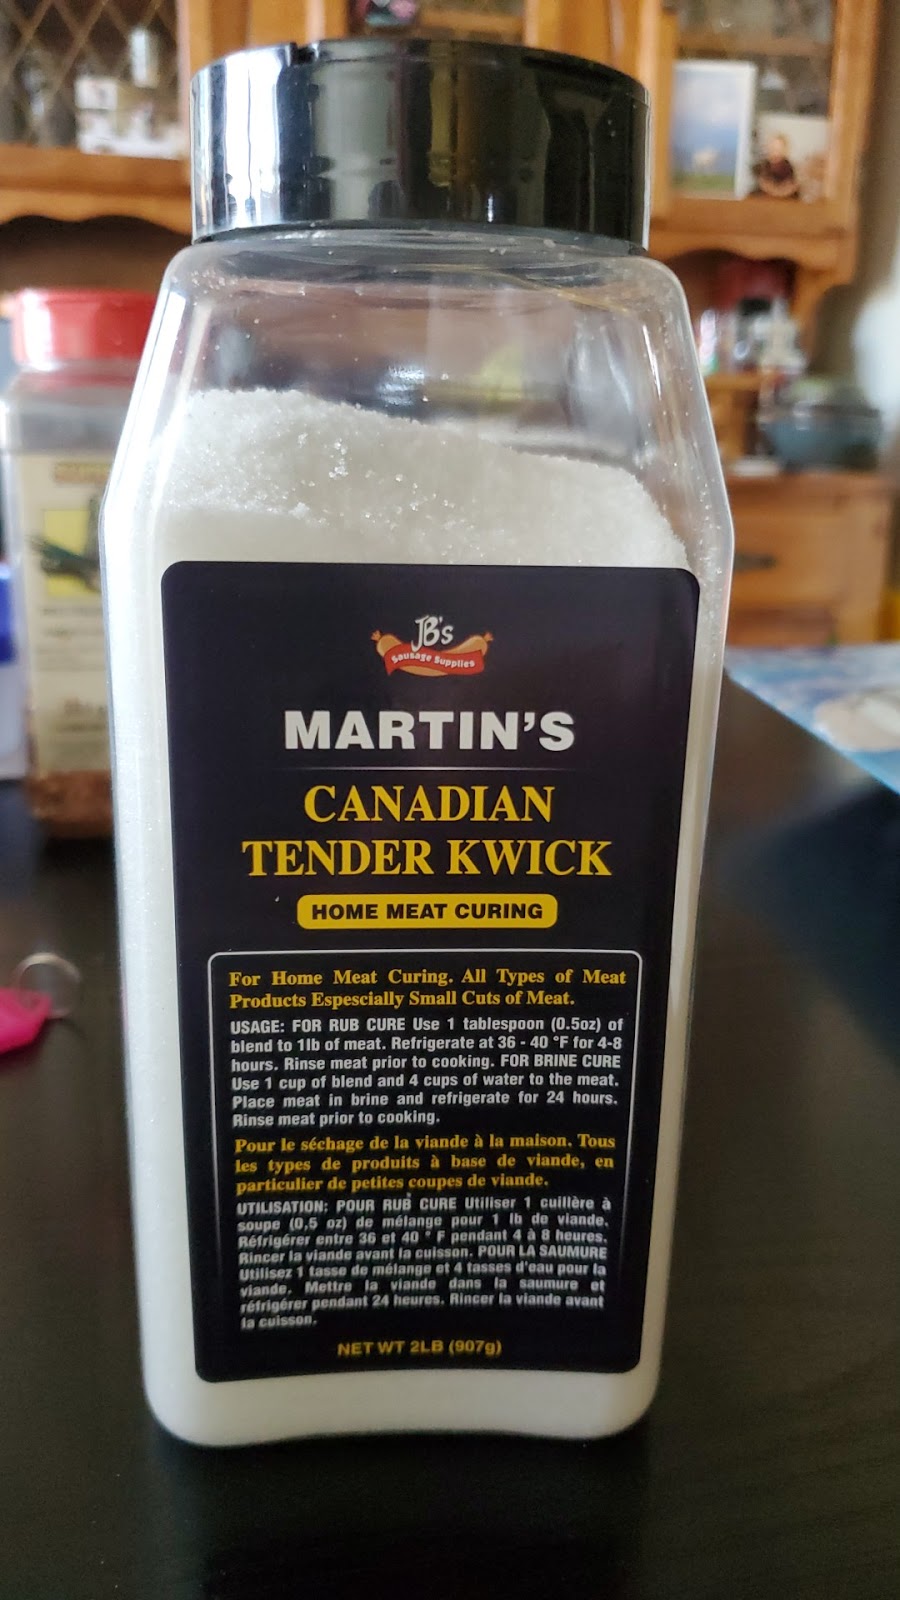 JB's
Sausage Supplies
MARTIN'S
CANADIAN
TENDER KWICK
HOME MEAT CURING
For Home Meat Curing. All Types of Meat
Products Espescially Small Cuts of Meat.
USAGE: FOR RUB CURE Use 1 tablespoon (0.5oz) of
blend to 1lb of meat. Refrigerate at 36 - 40 °F for 4-8
hours. Rinse meat prior to cooking. FOR BRINE CURE
Use 1 cup of blend and 4 cups of water to the meat.
Place meat in brine and refrigerate for 24 hours.
Rinse meat prior to cooking.
Pour le séchage de la viande à la maison. Tous
les types de produits à base de viande, en
particulier de petites coupes de viande.
UTILISATION: POUR RUB CURE Utiliser 1 cuillère à
soupe (0,5 oz) de mélange pour 1 lb de viande.
Réfrigérer entre 36 et 40 ° F pendant 4 à 8 heures.
Rincer la viande avant la cuisson. POUR LA SAUMURE
Utilisez 1 tasse de mélange et 4 tasses d'eau pour la
viande. Mettre la viande dans la saumure et
réfrigérer pendant 24 heures. Rincer la viande avant
la cuisson.
NET WT 2LB (907g)